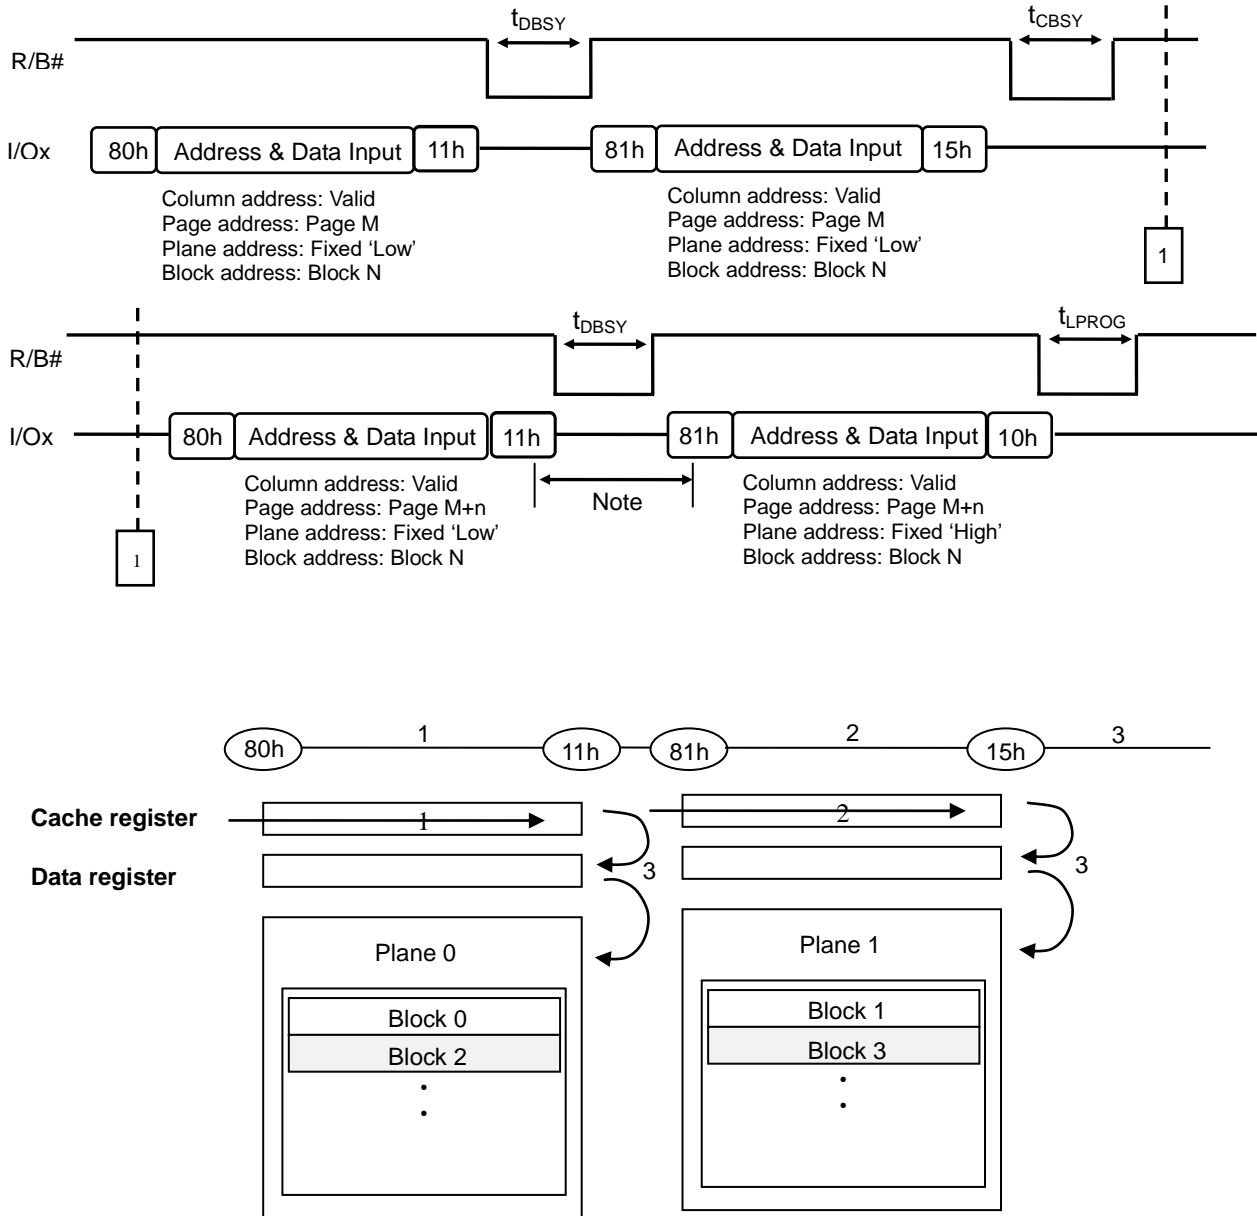 tDBSY tCBSY
R/B#
I/Ox 80h Address & Data Input 11h 81h Address & Data Input 15h
Column address: Valid
Page address: Page M
Plane address: Fixed ‘Low’
Block address: Block N
Column address: Valid
Page address: Page M
Plane address: Fixed ‘Low’
Block address: Block N
1
tDBSY tLPROG
R/B#
I/Ox 80h Address & Data Input 11h 81h Address & Data Input 10h
Column address: Valid
Page address: Page M+n
Plane address: Fixed ‘Low’
Block address: Block N
Note
Column address: Valid
Page address: Page M+n
Plane address: Fixed ‘High’
Block address: Block N
1
80h 1 11h 81h 2 15h 3
Cache register 1 2
Data register 3 3
Plane 0
Block 0
Block 2
Plane 1
Block 1
Block 3